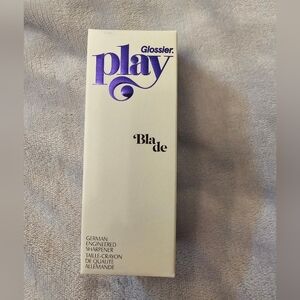 Glossier.
play
'Bla
de
GERMAN
ENGINEERED
SHARPENER
TAILLE-CRAYON
DE QUALITÉ
ALLEMANDE